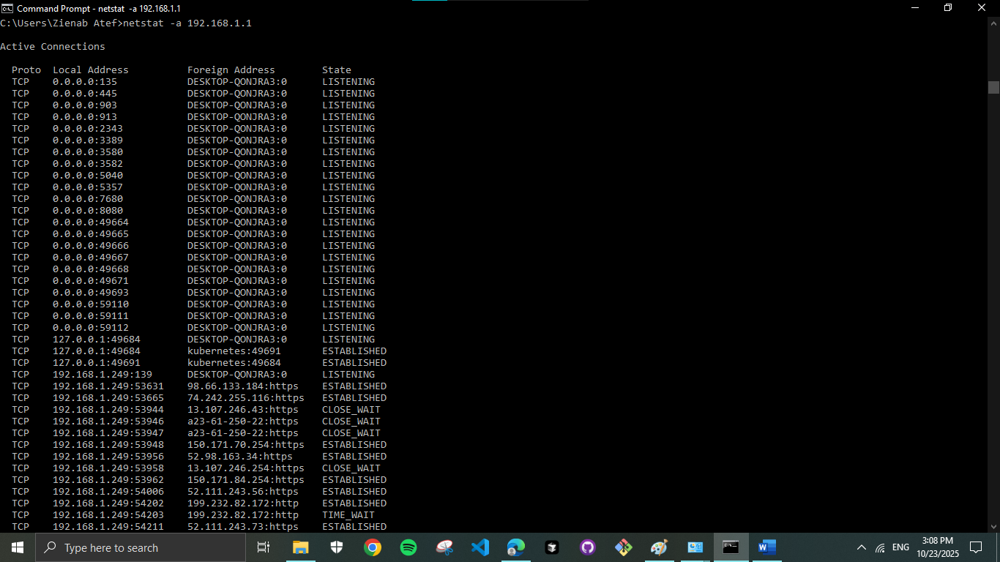 Command Prompt - netstat  -a 192.168.1.1
C:\Users\Zienab Atef>netstat -a 192.168.1.1
Active Connections
Proto  Local Address          Foreign Address        State
TCP    0.0.0.0:135            DESKTOP-QONJRA3:0      LISTENING
TCP    0.0.0.0:445            DESKTOP-QONJRA3:0      LISTENING
TCP    0.0.0.0:903            DESKTOP-QONJRA3:0      LISTENING
TCP    0.0.0.0:913            DESKTOP-QONJRA3:0      LISTENING
TCP    0.0.0.0:2343           DESKTOP-QONJRA3:0      LISTENING
TCP    0.0.0.0:3389           DESKTOP-QONJRA3:0      LISTENING
TCP    0.0.0.0:3580           DESKTOP-QONJRA3:0      LISTENING
TCP    0.0.0.0:3582           DESKTOP-QONJRA3:0      LISTENING
TCP    0.0.0.0:5040           DESKTOP-QONJRA3:0      LISTENING
TCP    0.0.0.0:5357           DESKTOP-QONJRA3:0      LISTENING
TCP    0.0.0.0:7680           DESKTOP-QONJRA3:0      LISTENING
TCP    0.0.0.0:8080           DESKTOP-QONJRA3:0      LISTENING
TCP    0.0.0.0:49664          DESKTOP-QONJRA3:0      LISTENING
TCP    0.0.0.0:49665          DESKTOP-QONJRA3:0      LISTENING
TCP    0.0.0.0:49666          DESKTOP-QONJRA3:0      LISTENING
TCP    0.0.0.0:49667          DESKTOP-QONJRA3:0      LISTENING
TCP    0.0.0.0:49668          DESKTOP-QONJRA3:0      LISTENING
TCP    0.0.0.0:49671          DESKTOP-QONJRA3:0      LISTENING
TCP    0.0.0.0:49693          DESKTOP-QONJRA3:0      LISTENING
TCP    0.0.0.0:59110          DESKTOP-QONJRA3:0      LISTENING
TCP    0.0.0.0:59111          DESKTOP-QONJRA3:0      LISTENING
TCP    0.0.0.0:59112          DESKTOP-QONJRA3:0      LISTENING
TCP    127.0.0.1:49684        DESKTOP-QONJRA3:0      LISTENING
TCP    127.0.0.1:49684        kubernetes:49691       ESTABLISHED
TCP    127.0.0.1:49691        kubernetes:49684       ESTABLISHED
TCP    192.168.1.249:139      DESKTOP-QONJRA3:0      LISTENING
TCP    192.168.1.249:53631    98.66.133.184:https    ESTABLISHED
TCP    192.168.1.249:53665    74.242.255.116:https   ESTABLISHED
TCP    192.168.1.249:53944    13.107.246.43:https    CLOSE_WAIT
TCP    192.168.1.249:53946    a23-61-250-22:https    CLOSE_WAIT
TCP    192.168.1.249:53947    a23-61-250-22:https    CLOSE_WAIT
TCP    192.168.1.249:53948    150.171.70.254:https   ESTABLISHED
TCP    192.168.1.249:53956    52.98.163.34:https     ESTABLISHED
TCP    192.168.1.249:53958    13.107.246.254:https   CLOSE_WAIT
TCP    192.168.1.249:53962    150.171.84.254:https   ESTABLISHED
TCP    192.168.1.249:54006    52.111.243.56:https    ESTABLISHED
TCP    192.168.1.249:54202    199.232.82.172:http    ESTABLISHED
TCP    192.168.1.249:54203    199.232.82.172:http    TIME_WAIT
TCP    192.168.1.249:54211    52.111.243.73:https    ESTABLISHED
Type here to search
ENG
3:08 PM
10/23/2025